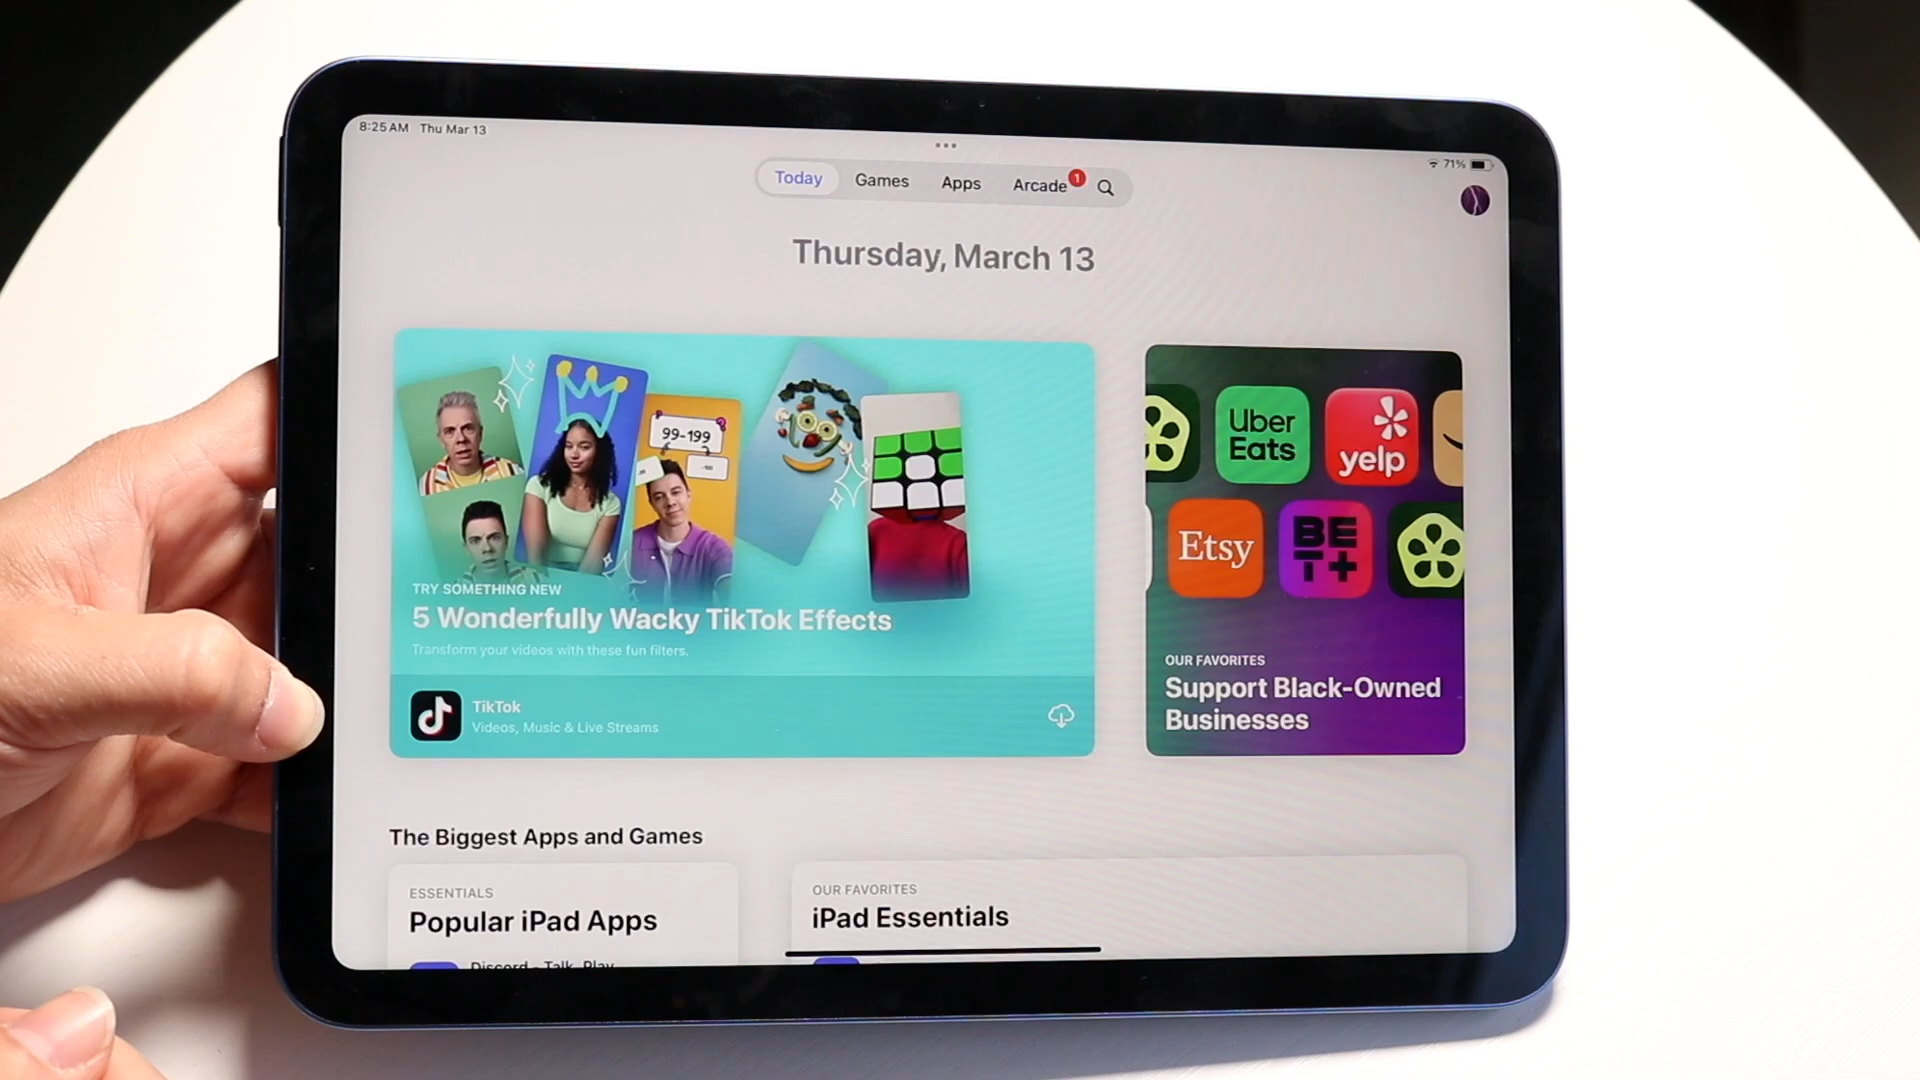 8:25 AM Thu Mar 13
71%
Today Games Apps Arcade 1
Thursday, March 13
99-199
TRY SOMETHING NEW
5 Wonderfully Wacky TikTok Effects
Transform your videos with these fun filters.
TikTok
Videos, Music & Live Streams
Uber
Eats
yelp
Etsy
BE
T+
OUR FAVORITES
Support Black-Owned
Businesses
The Biggest Apps and Games
ESSENTIALS
Popular iPad Apps
Discord - Talk, Play
OUR FAVORITES
iPad Essentials